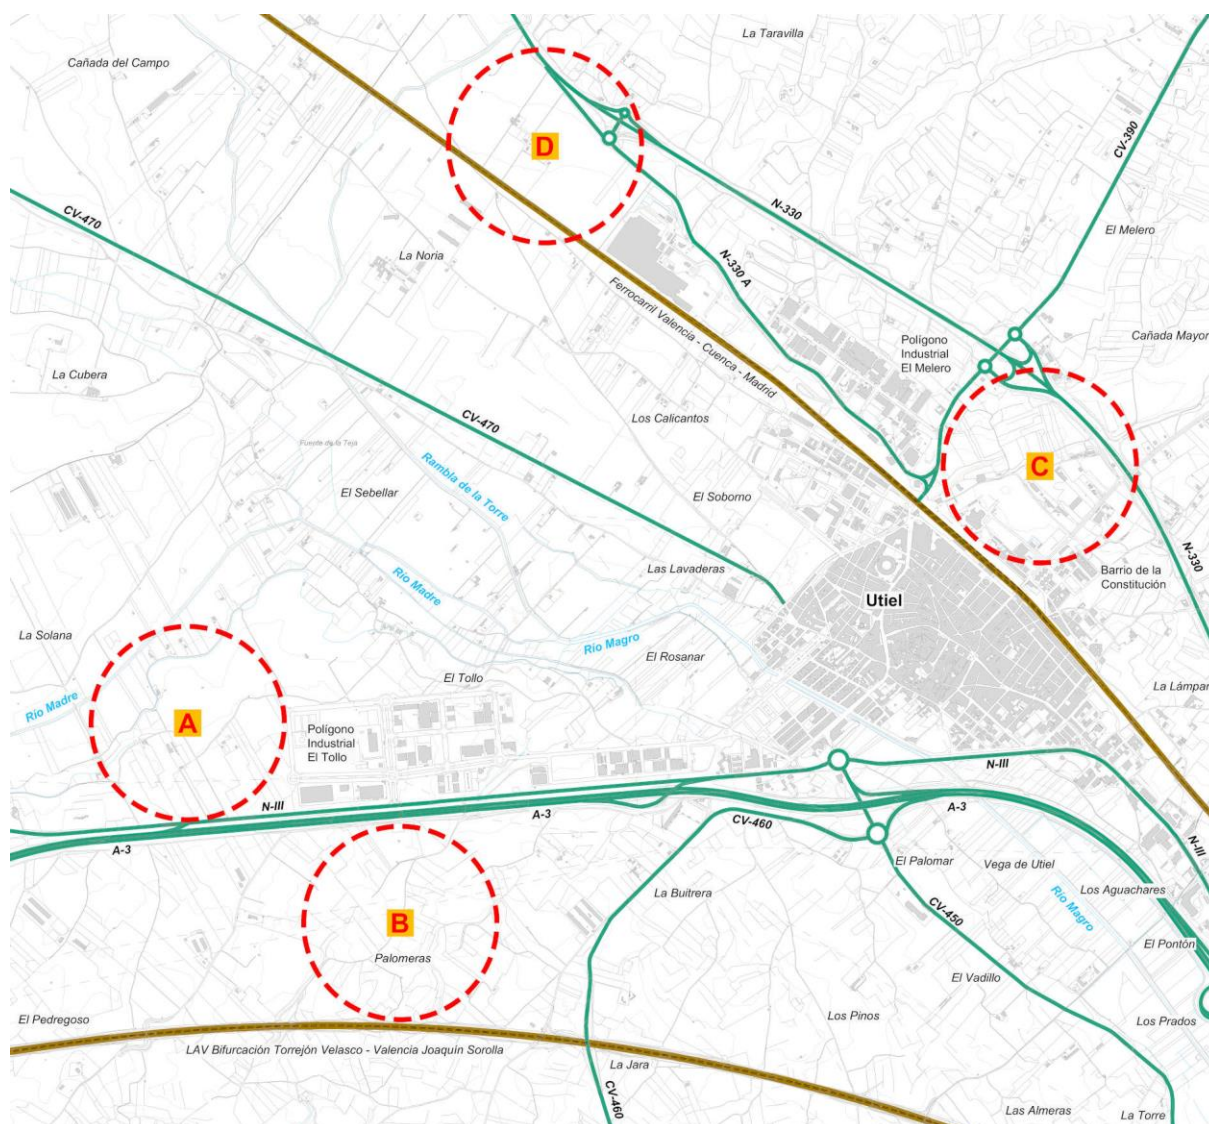 La Taravilla
Cañada del Campo
CV-390
D
CV-470
N-330
El Melero
La Noria
N-330 A
Ferrocarril Valencia - Cuenca - Madrid
Polígono
Industrial
El Melero
Cañada Mayor
La Cubera
CV-470
Los Calicantos
Fuente de la Teja
Rambla de la Torre
C
El Sebellar
El Soborno
N-330
Río Madre
Las Lavaderas
Barrio de la
Constitución
Utiel
La Solana
Río Magro
El Rosanar
El Tollo
La Lámpar
Río Madre
A
Polígono
Industrial
El Tollo
N-III
N-III
A-3
A-3
A-3
CV-460
N-III
El Palomar
Vega de Utiel
La Buitrera
Los Aguachares
Río Magro
B
CV-450
El Pontón
Palomeras
El Vadillo
El Pedregoso
Los Pinos
Los Prados
LAV Bifurcación Torrejón Velasco - Valencia Joaquín Sorolla
La Jara
CV-460
Las Almeras
La Torre